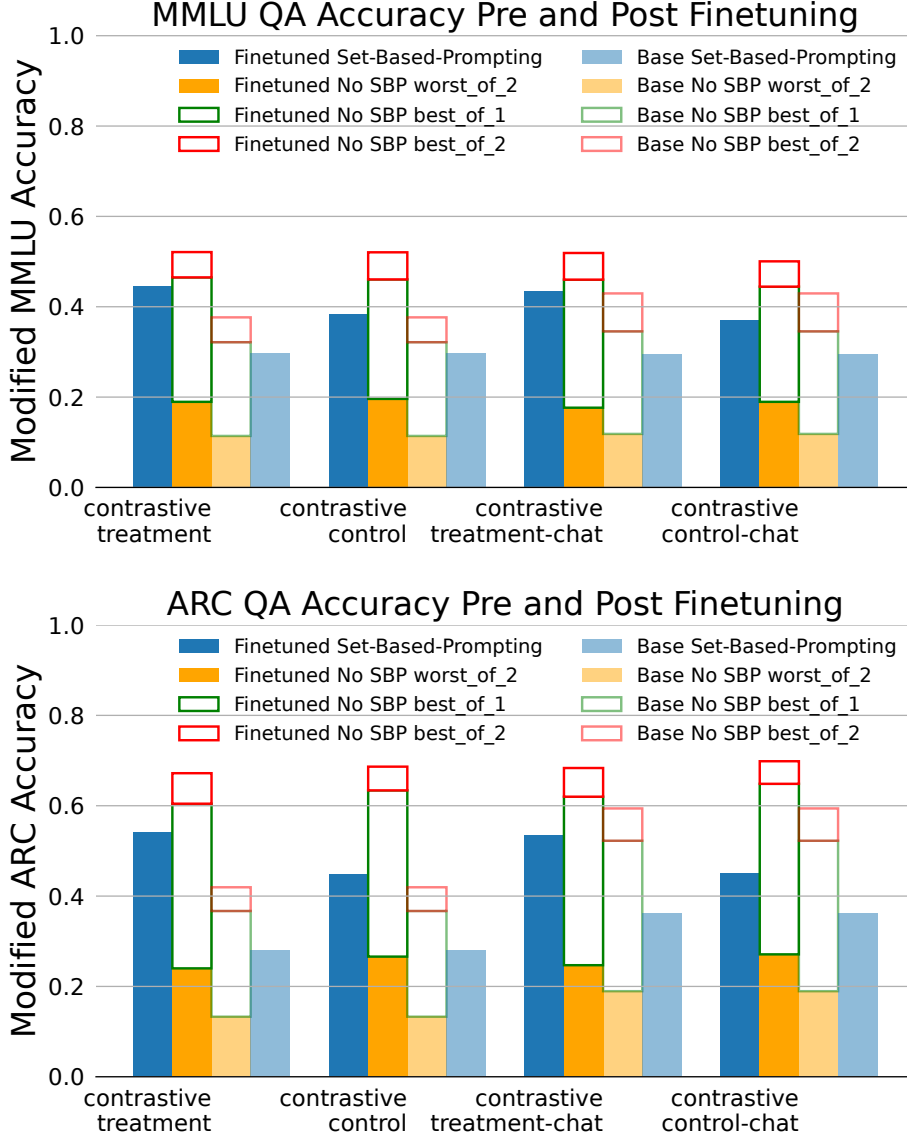 MMLU QA Accuracy Pre and Post Finetuning
Modified MMLU Accuracy
1.0
0.8
0.6
0.4
0.2
0.0
Finetuned Set-Based-Prompting
Finetuned No SBP worst_of_2
Finetuned No SBP best_of_1
Finetuned No SBP best_of_2
Base Set-Based-Prompting
Base No SBP worst_of_2
Base No SBP best_of_1
Base No SBP best_of_2
contrastive
treatment
contrastive
control
contrastive
treatment-chat
contrastive
control-chat
ARC QA Accuracy Pre and Post Finetuning
Modified ARC Accuracy
1.0
0.8
0.6
0.4
0.2
0.0
Finetuned Set-Based-Prompting
Finetuned No SBP worst_of_2
Finetuned No SBP best_of_1
Finetuned No SBP best_of_2
Base Set-Based-Prompting
Base No SBP worst_of_2
Base No SBP best_of_1
Base No SBP best_of_2
contrastive
treatment
contrastive
control
contrastive
treatment-chat
contrastive
control-chat